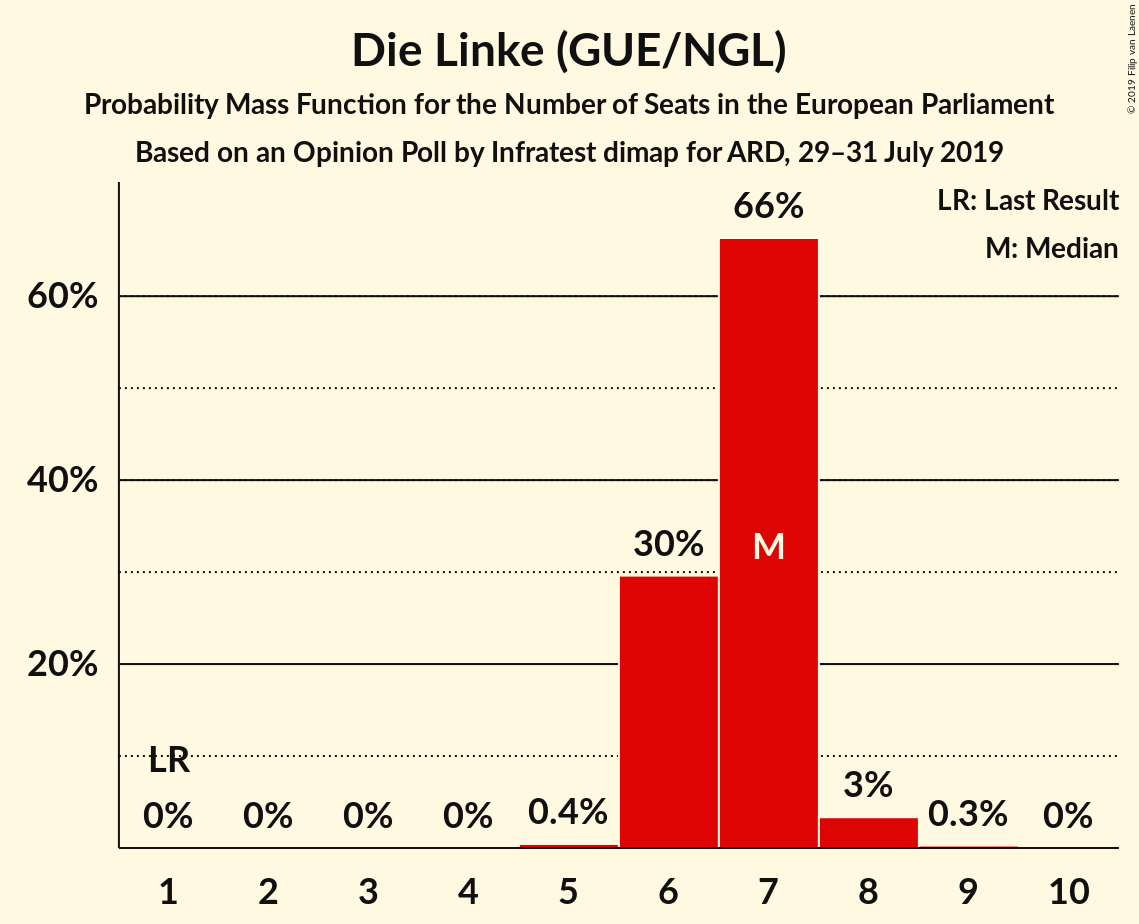 Die Linke (GUE/NGL)
Probability Mass Function for the Number of Seats in the European Parliament
Based on an Opinion Poll by Infratest dimap for ARD, 29–31 July 2019
© 2019 Filip van Laenen
LR: Last Result
M: Median
66%
60%
40%
30%
M
20%
LR
0%
0%
0%
0%
0.4%
3%
0.3%
0%
1 2 3 4 5 6 7 8 9 10